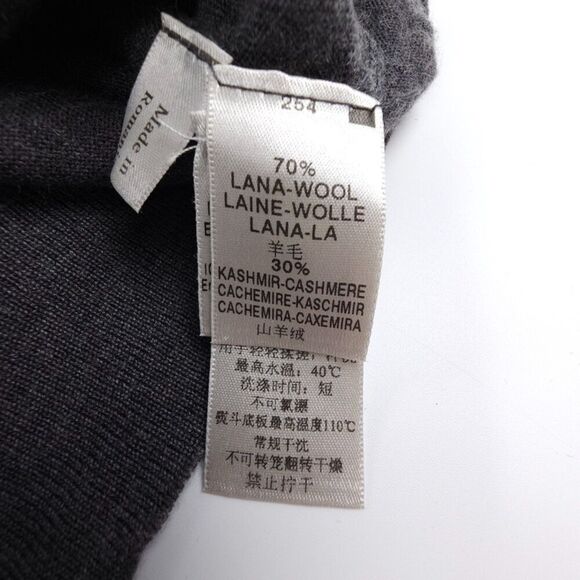 Made in
254
70%
LANA-WOOL
LAINE-WOLLE
LANA-LA
羊毛
30%
KASHMIR-CASHMERE
CACHEMIRE-KASCHMIR
CACHEMIRA-CAXEMIRA
山羊绒
最高水温:40℃
洗涤时间:短
不可氯漂
熨斗底板最高温度110℃
常规干洗
不可转笼翻转干燥
禁止拧干